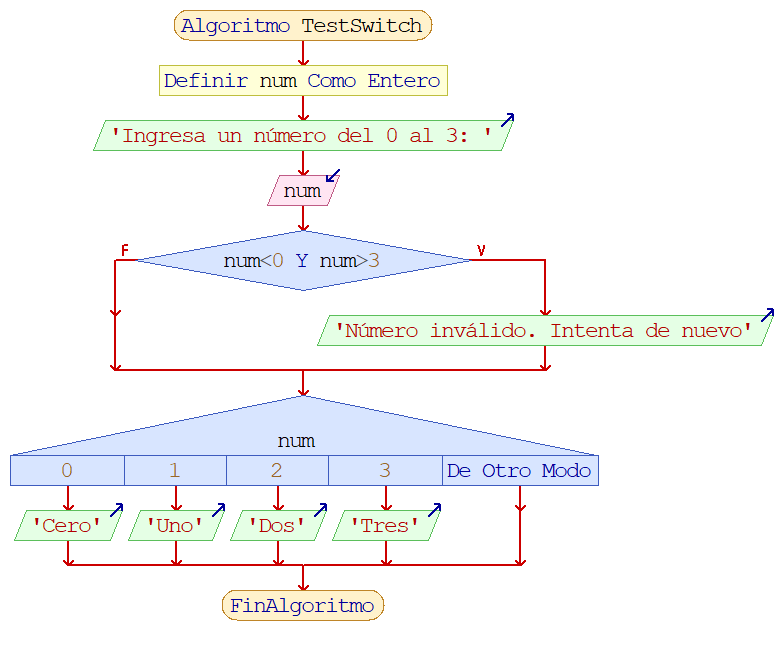 Algoritmo TestSwitch
Definir num Como Entero
'Ingresa un número del 0 al 3: '
num
F
V
num<0 Y num>3
'Número inválido. Intenta de nuevo'
num
0 1 2 3 De Otro Modo
'Cero' 'Uno' 'Dos' 'Tres'
FinAlgoritmo